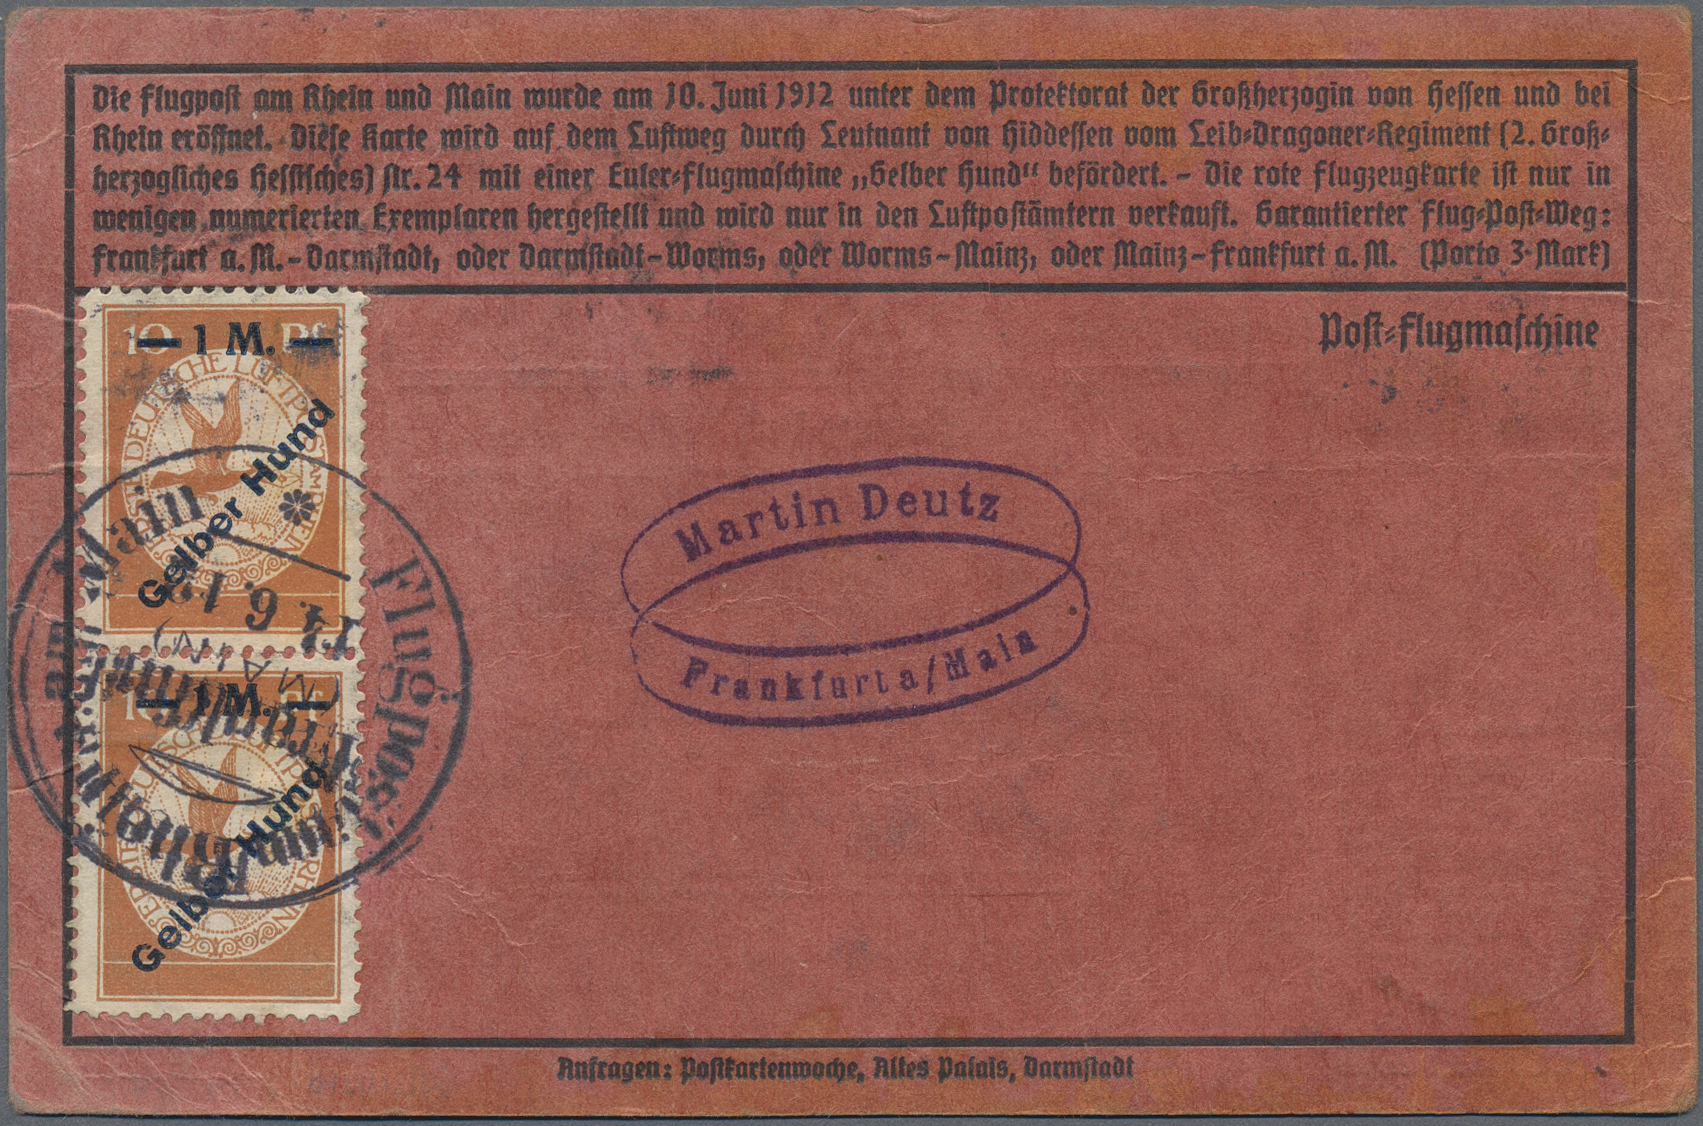 Die Flugpost am Rhein und Main wurde am 10. Juni 1912 unter dem Protektorat der Großherzogin von Hessen und bei
Rhein eröffnet. Diese Karte wird auf dem Luftweg durch Leutnant von Hiddessen vom Leib-Dragoner-Regiment (2. Groß-
herzogliches Hessisches) Nr. 24 mit einer Euler-Flugmaschine „Gelber Hund“ befördert. – Die rote Flugzeugkarte ist nur in
wenigen, numerierten Exemplaren hergestellt und wird nur in den Luftpostämtern verkauft. Garantierter Flug-Post-Weg:
Frankfurt a. M. – Darmstadt, oder Darmstadt – Worms, oder Worms – Mainz, oder Mainz – Frankfurt a. M. (Porto 3 Mark)
Post-Flugmaschine
10 Pf
1 M.
DEUTSCHE LUFTPOST
Gelber Hund
10 Pf
1 M.
Gelber Hund
Flugpost
am Main
6. 12
(MAIN)
Frankfurt
Martin Deutz
Frankfurt a/Main
Anfragen: Postkartenwoche, Altes Palais, Darmstadt